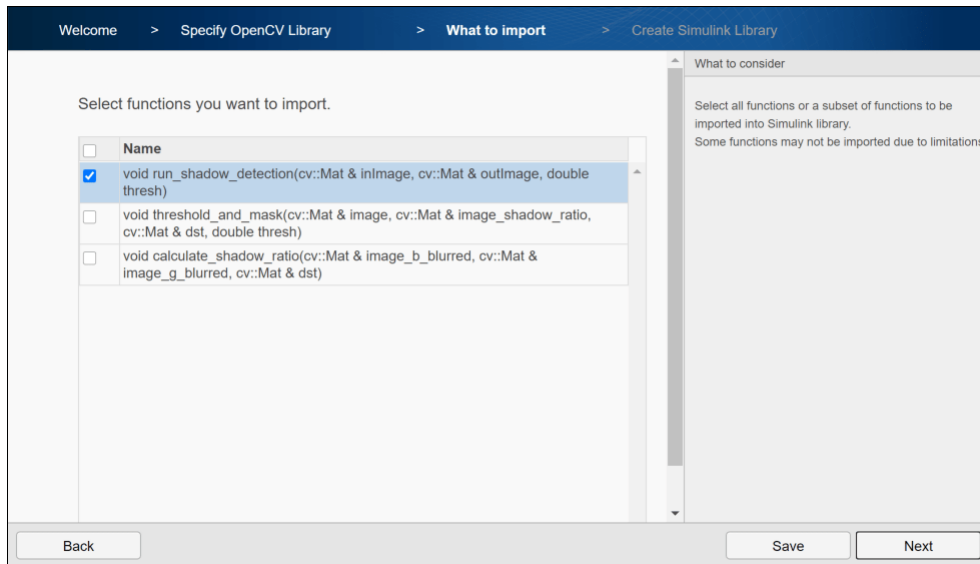 Welcome > Specify OpenCV Library > What to import > Create Simulink Library
What to consider
Select functions you want to import.
Name
void run_shadow_detection(cv::Mat & inImage, cv::Mat & outImage, double
thresh)
void threshold_and_mask(cv::Mat & image, cv::Mat & image_shadow_ratio,
cv::Mat & dst, double thresh)
void calculate_shadow_ratio(cv::Mat & image_b_blurred, cv::Mat &
image_g_blurred, cv::Mat & dst)
Select all functions or a subset of functions to be
imported into Simulink library.
Some functions may not be imported due to limitations
Back
Save
Next